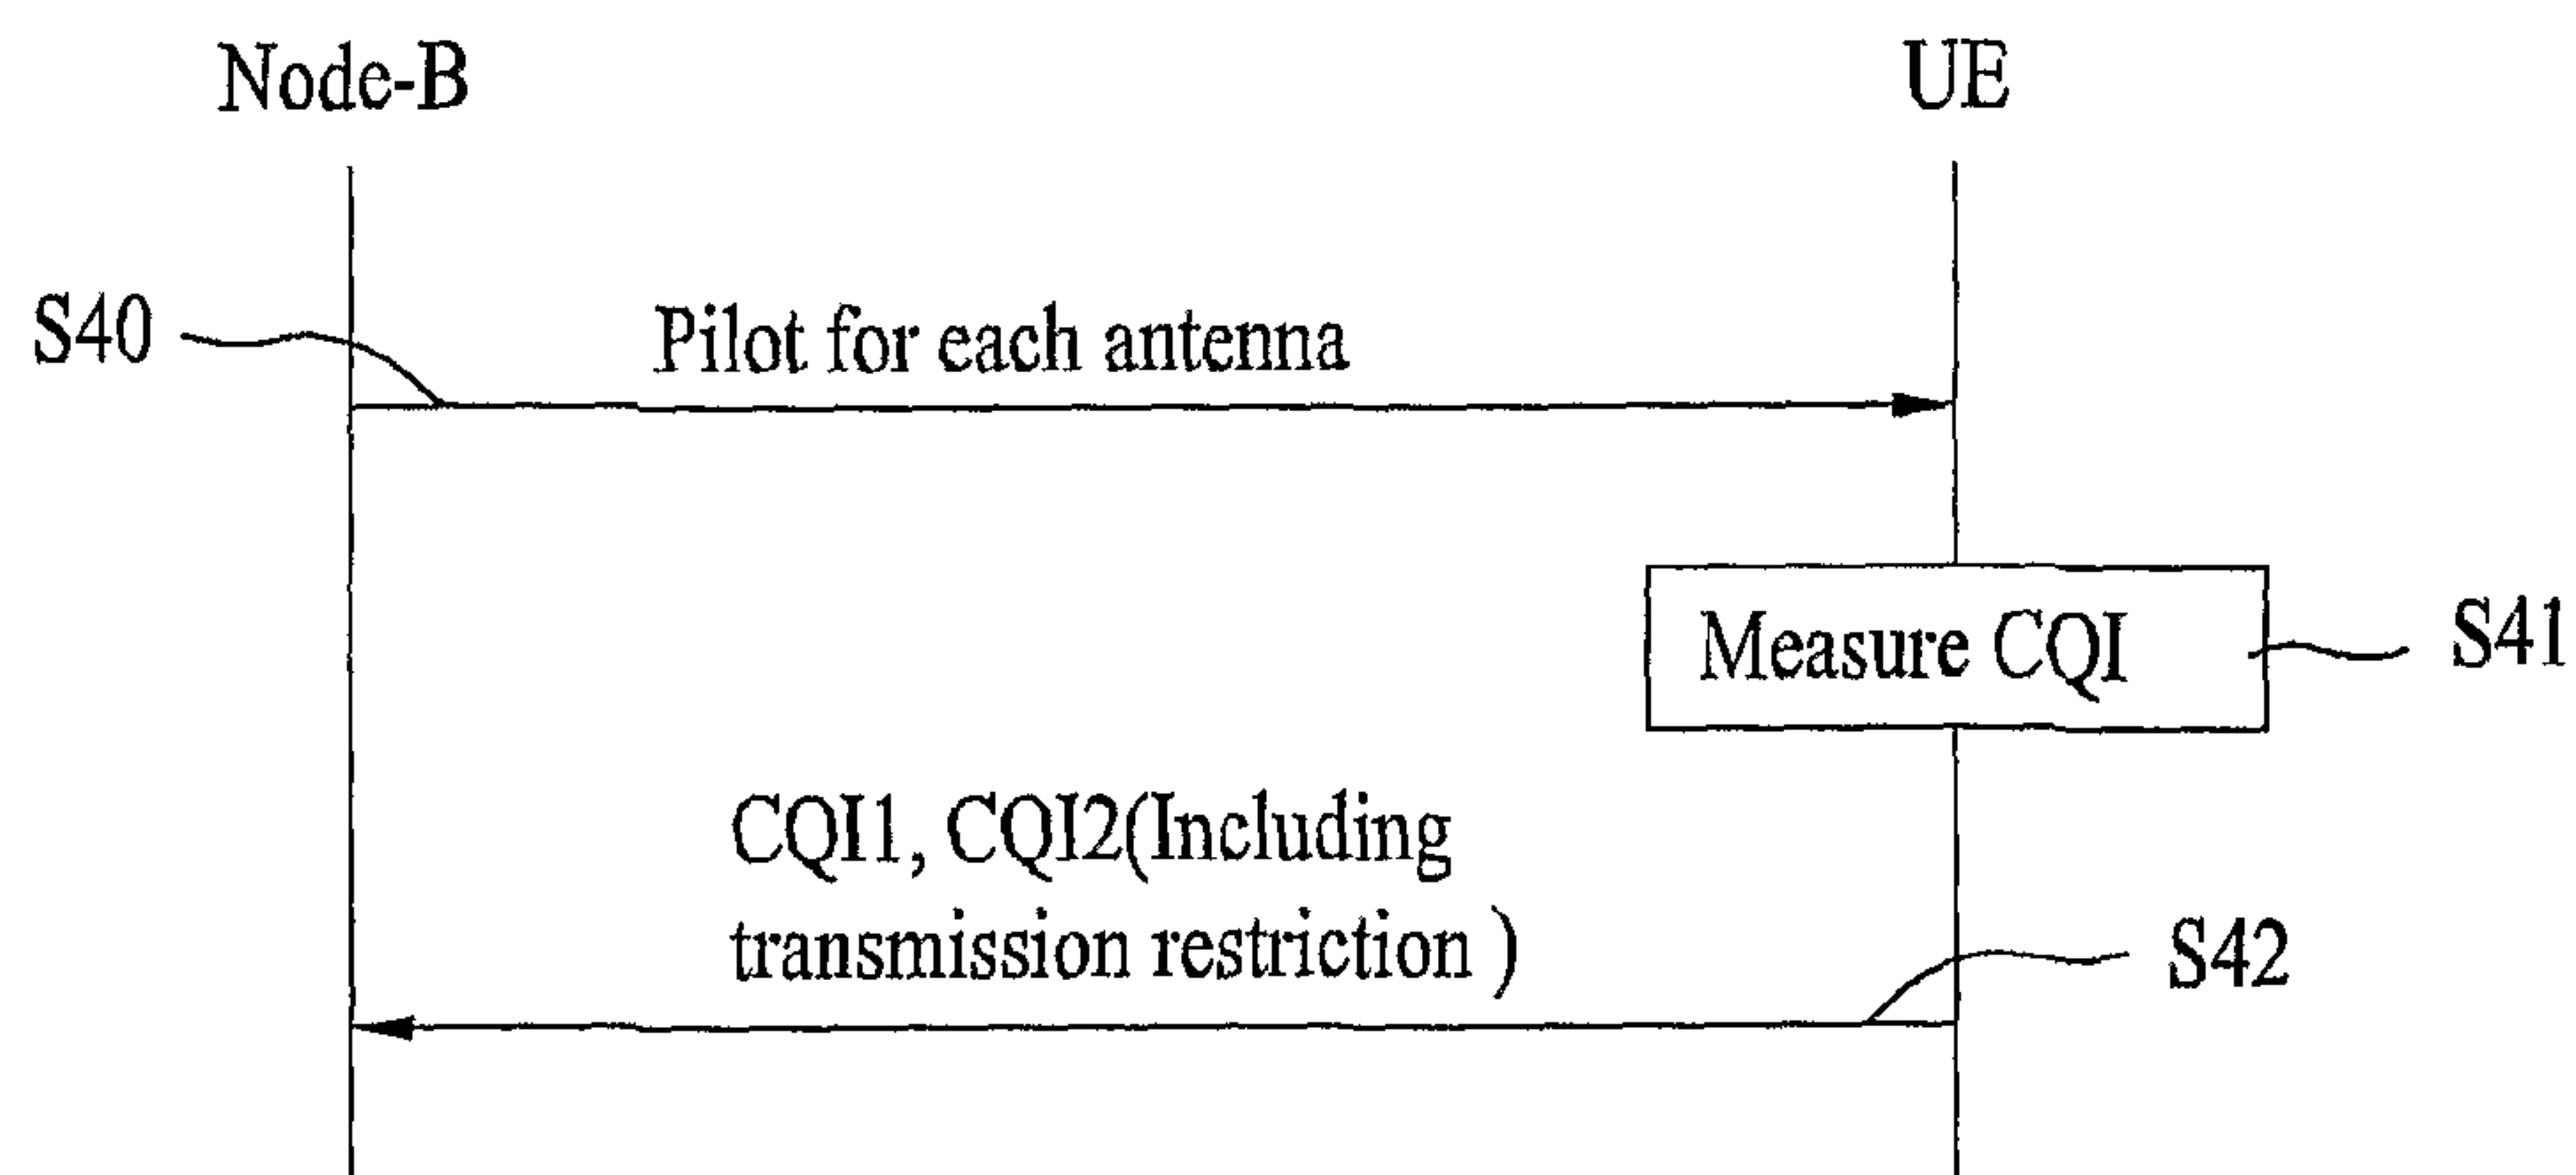 Node-B
UE
S40
Pilot for each antenna
Measure CQI
S41
CQI1, CQI2(Including
transmission restriction )
S42